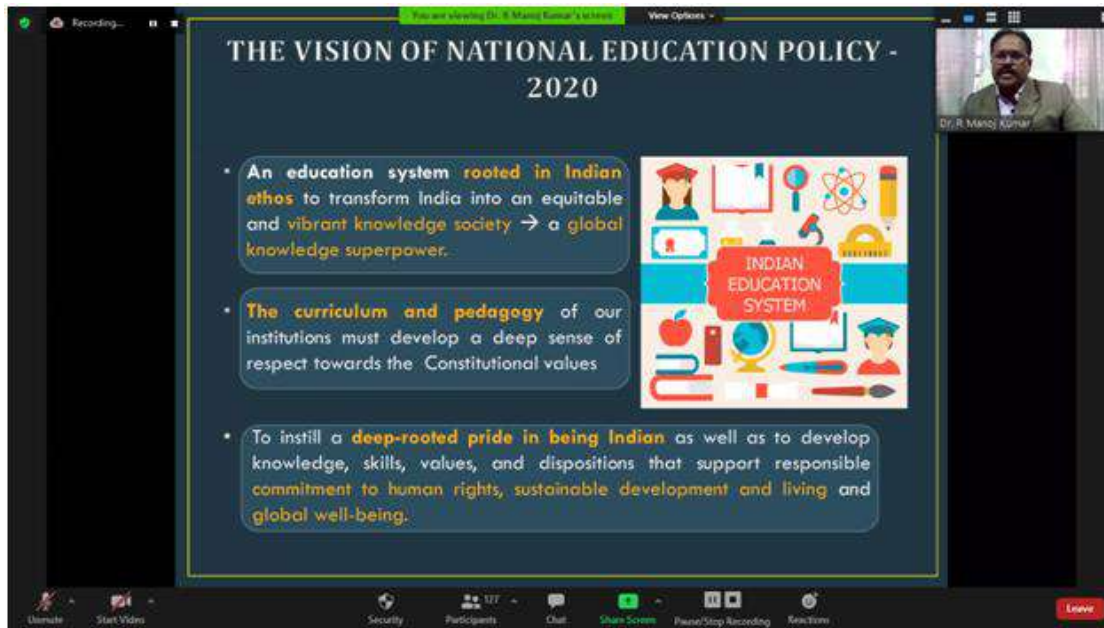 Recording...
You are viewing Dr. R Manoj Kumar's screen
View Options
THE VISION OF NATIONAL EDUCATION POLICY -
2020
Dr. R Manoj Kumar
• An education system rooted in Indian
ethos to transform India into an equitable
and vibrant knowledge society → a global
knowledge superpower.
INDIAN
EDUCATION
SYSTEM
• The curriculum and pedagogy of our
institutions must develop a deep sense of
respect towards the Constitutional values
• To instill a deep-rooted pride in being Indian as well as to develop
knowledge, skills, values, and dispositions that support responsible
commitment to human rights, sustainable development and living and
global well-being.
Unmute
Start Video
Security
127
Participants
Chat
Share Screen
Pause/Stop Recording
Reactions
Leave